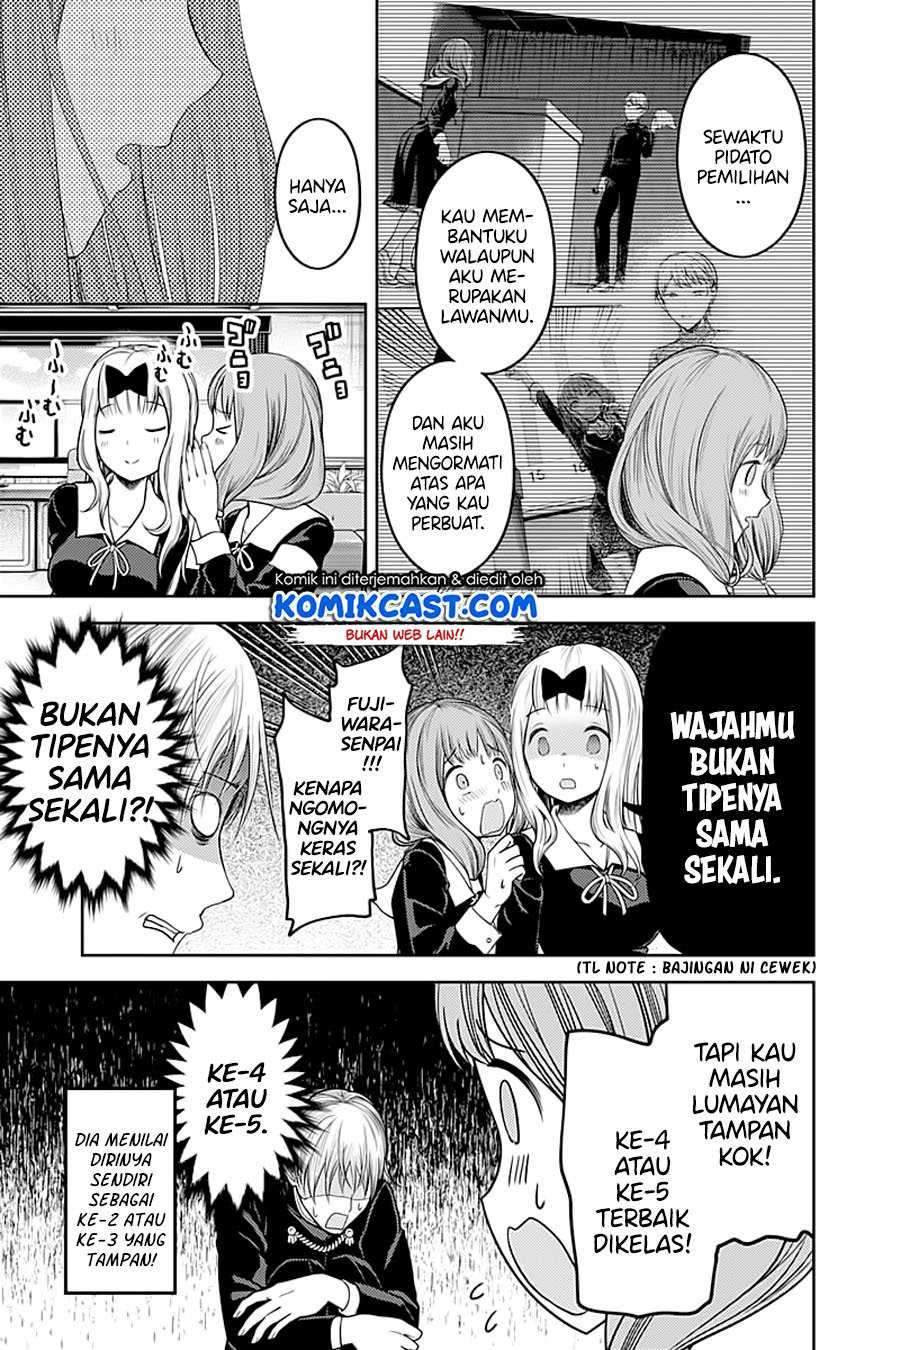 SEWAKTU
PIDATO
PEMILIHAN
...
KAU MEM-
BANTUKU
WALAUPUN
AKU ME-
RUPAKAN
LAWANMU.
DAN AKU
MASIH
MENGORMATI
ATAS APA
YANG KAU
PERBUAT.
15
15
HANYA
SAJA...
ゴニョ
ゴニョ
ふーむ
ふむ
ふーむ
ふむ
Komik ini diterjemahkan & diedit oleh
KOMIKCAST.COM
BUKAN WEB LAIN!!
WAJAHMU
BUKAN
TIPENYA
SAMA
SEKALI.
FUJI-
WARA-
SENPAI
!!!
KENAPA
NGOMO-
NGNYA
KERAS
SEKALI?!
BUKAN
TIPENYA
SAMA
SEKALI?!
(TL NOTE : BAJINGAN NI CEWEK)
TAPI KAU
MASIH
LUMAYAN
TAMPAN
KOK!
KE-4
ATAU
KE-5
TERBAIK
DIKELAS!
KE-4
ATAU
KE-5.
DIA MENILAI
DIRINYA
SENDIRI
SEBAGAI
KE-2 ATAU
KE-3 YANG
TAMPAN!